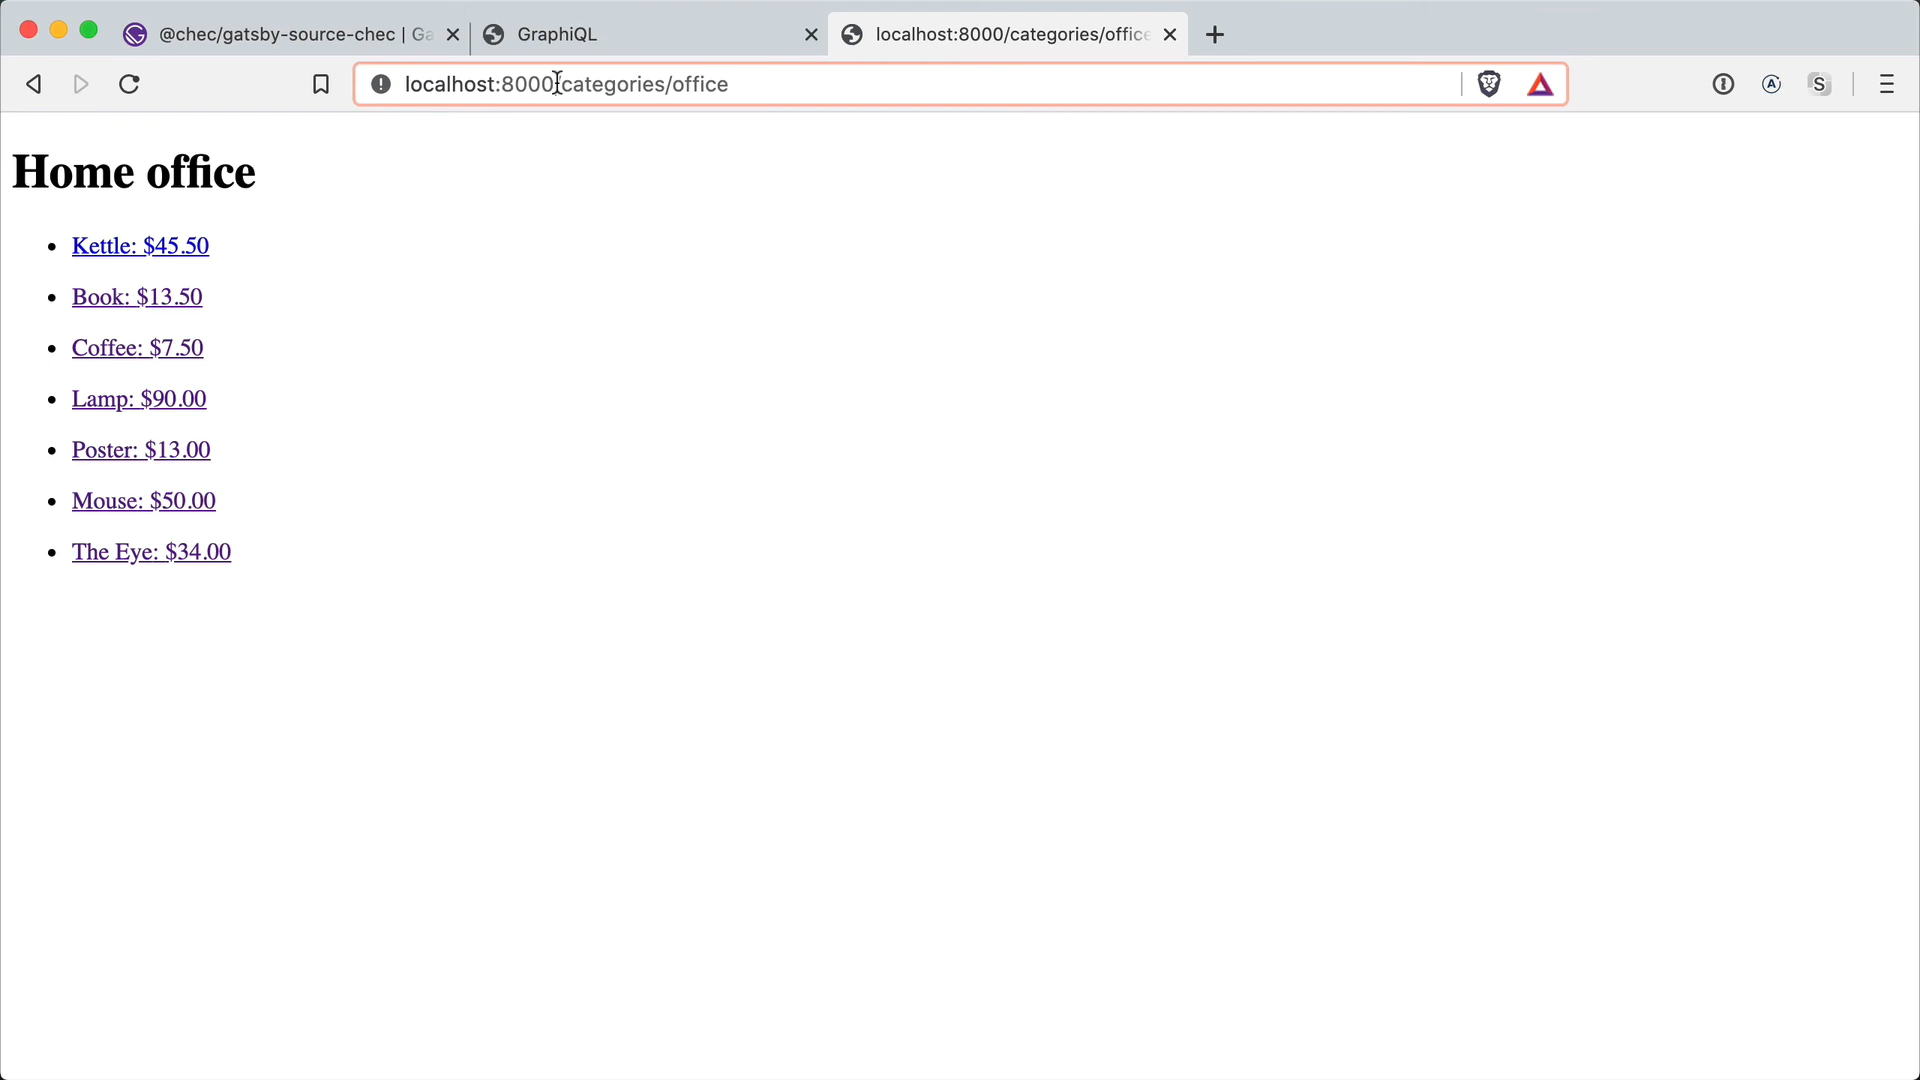 @chec/gatsby-source-chec | Ga
GraphiQL
localhost:8000/categories/office
localhost:8000/categories/office
Home office
Kettle: $45.50
Book: $13.50
Coffee: $7.50
Lamp: $90.00
Poster: $13.00
Mouse: $50.00
The Eye: $34.00